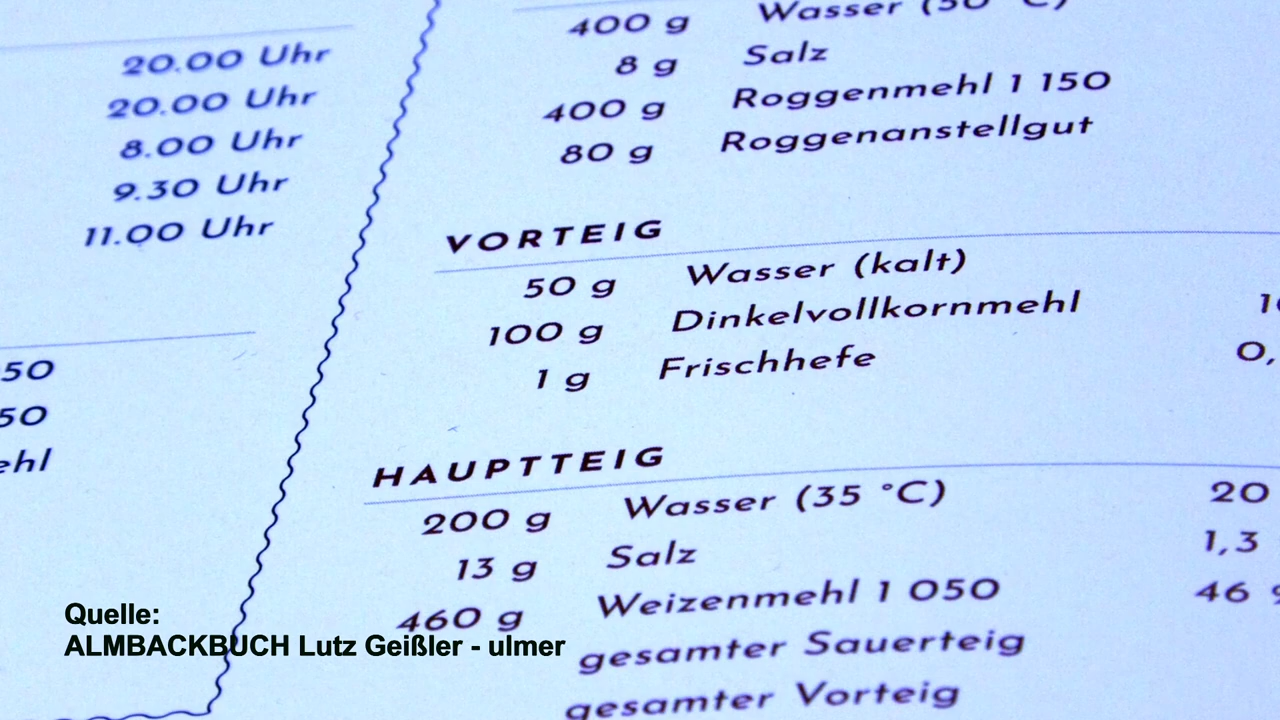 20.00 Uhr
20.00 Uhr
8.00 Uhr
9.30 Uhr
11.00 Uhr
50
50
ehl
400 g Wasser
8 g Salz
400 g Roggenmehl 1 150
80 g Roggenanstellgut
VORTEIG
50 g Wasser (kalt)
100 g Dinkelvollkornmehl
1 g Frischhefe 0,
HAUPTTEIG
200 g Wasser (35 °C) 20
13 g Salz 1,3
460 g Weizenmehl 1 050 46
gesamter Sauerteig
gesamter Vorteig
Quelle:
ALMBACKBUCH Lutz Geißler - ulmer